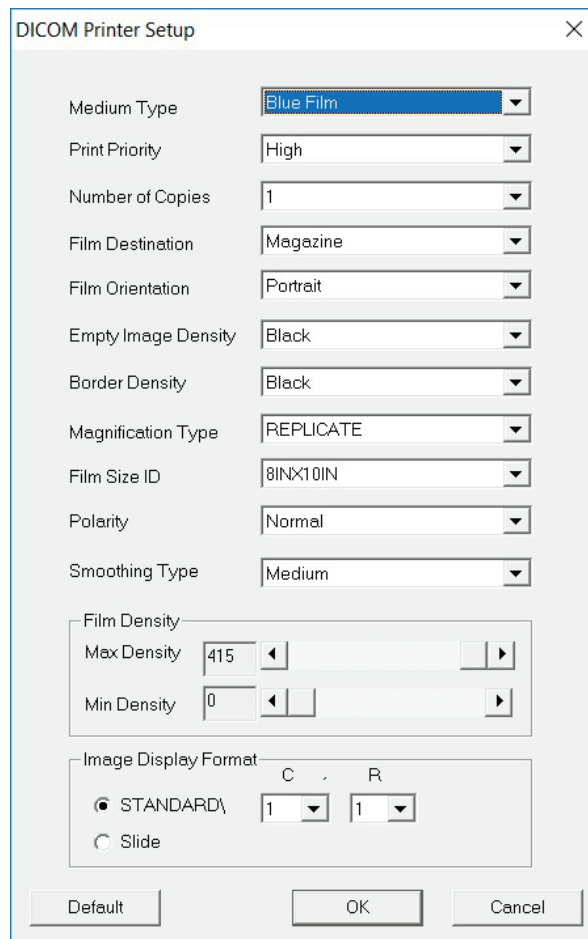 DICOM Printer Setup
Medium Type Blue Film
Print Priority High
Number of Copies 1
Film Destination Magazine
Film Orientation Portrait
Empty Image Density Black
Border Density Black
Magnification Type REPLICATE
Film Size ID 8INX10IN
Polarity Normal
Smoothing Type Medium
Film Density
Max Density 415
Min Density 0
Image Display Format
C , R
STANDARD\ 1 1
Slide
Default OK Cancel